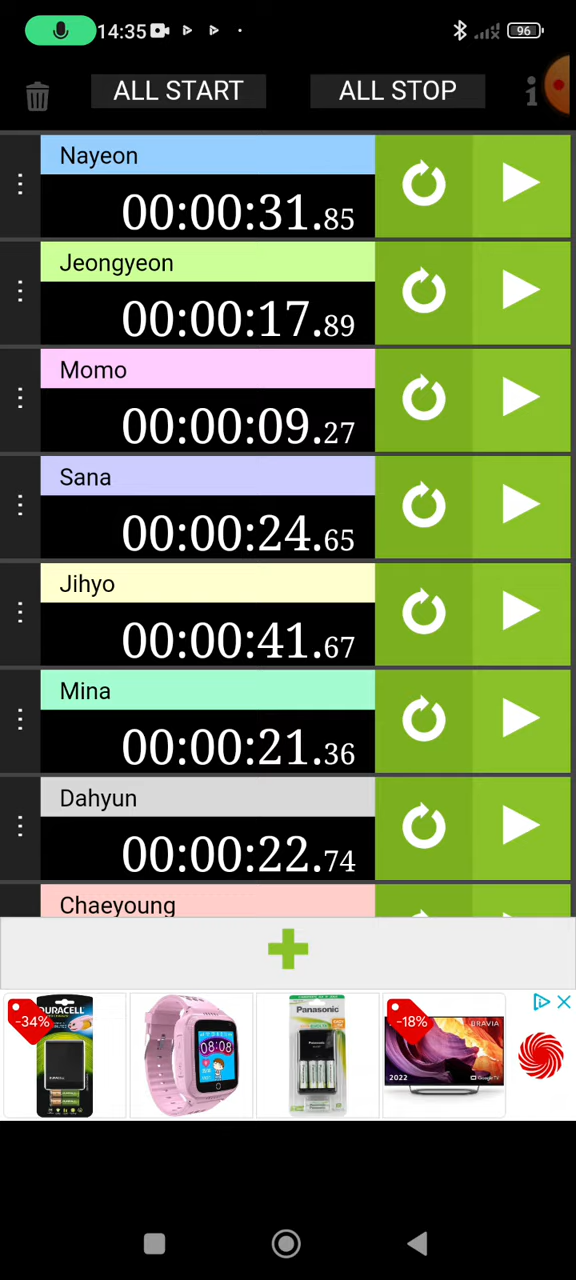 14:35
96
ALL START
ALL STOP
i
Nayeon
00:00:31.85
Jeongyeon
00:00:17.89
Momo
00:00:09.27
Sana
00:00:24.65
Jihyo
00:00:41.67
Mina
00:00:21.36
Dahyun
00:00:22.74
Chaeyoung
-34%
DURACELL
08:08
Panasonic
-18%
BRAVIA
2022
Google TV